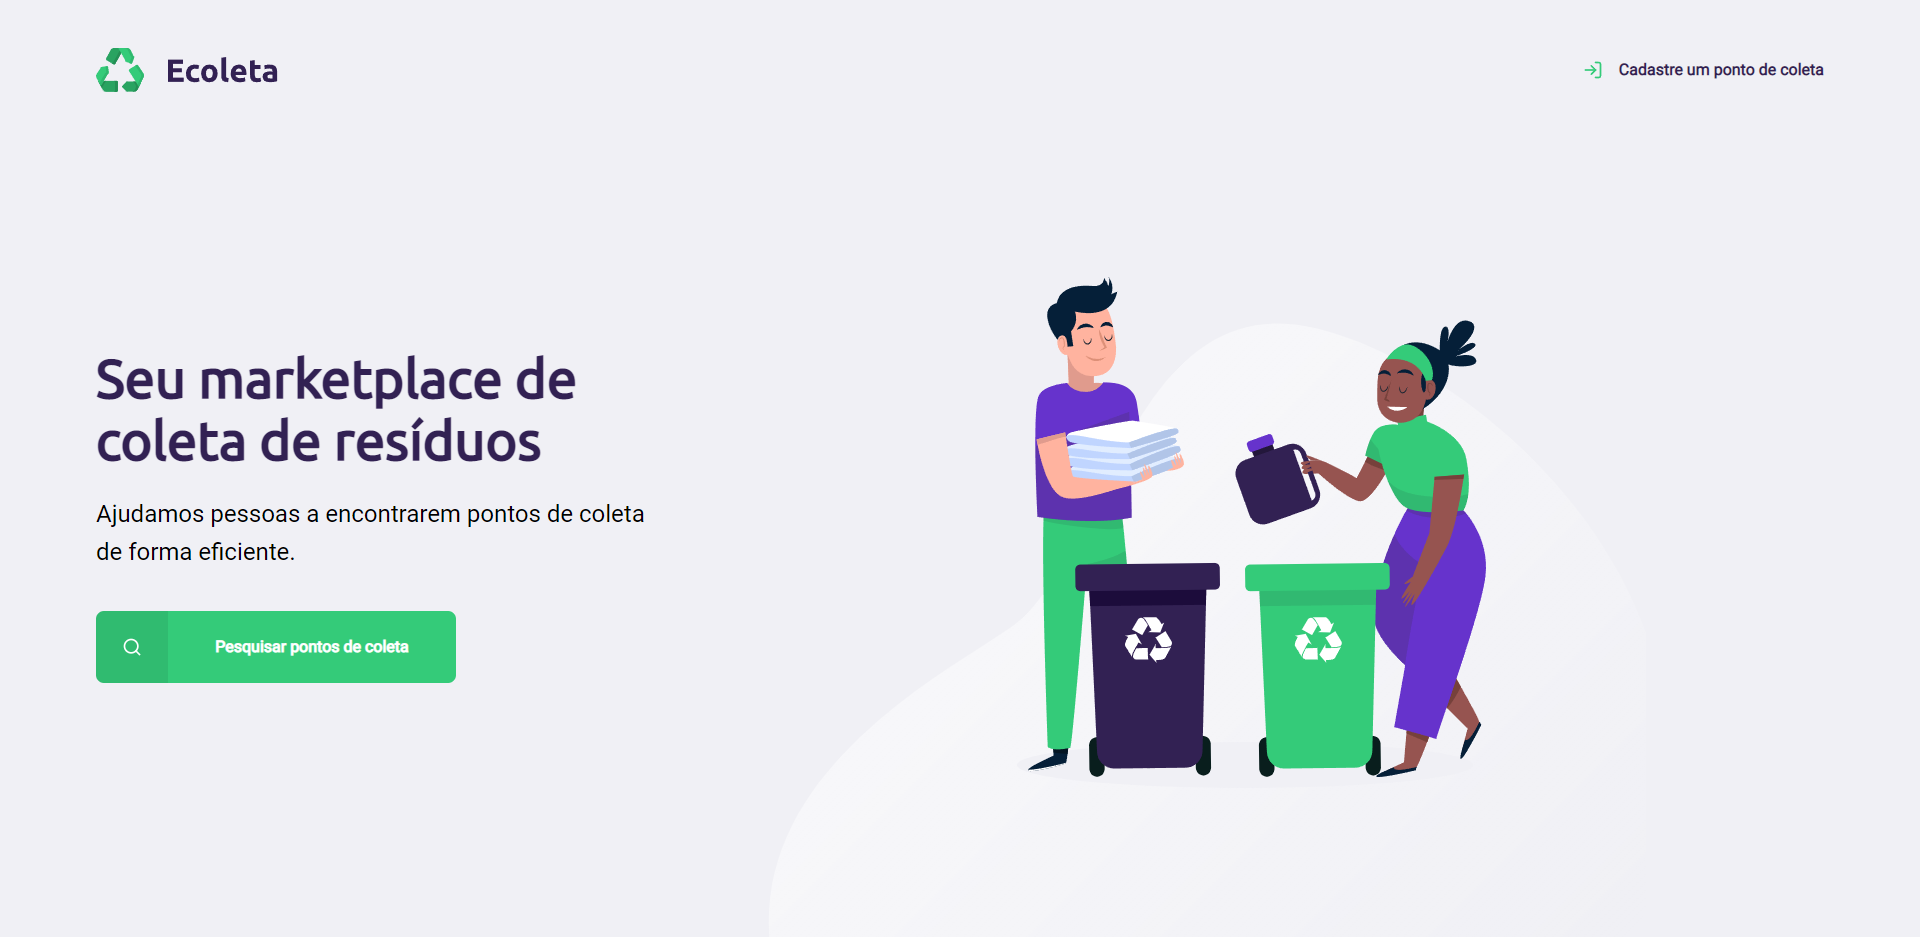 Ecoleta
Cadastre um ponto de coleta
Seu marketplace de
coleta de resíduos
Ajudamos pessoas a encontrarem pontos de coleta
de forma eficiente.
Pesquisar pontos de coleta